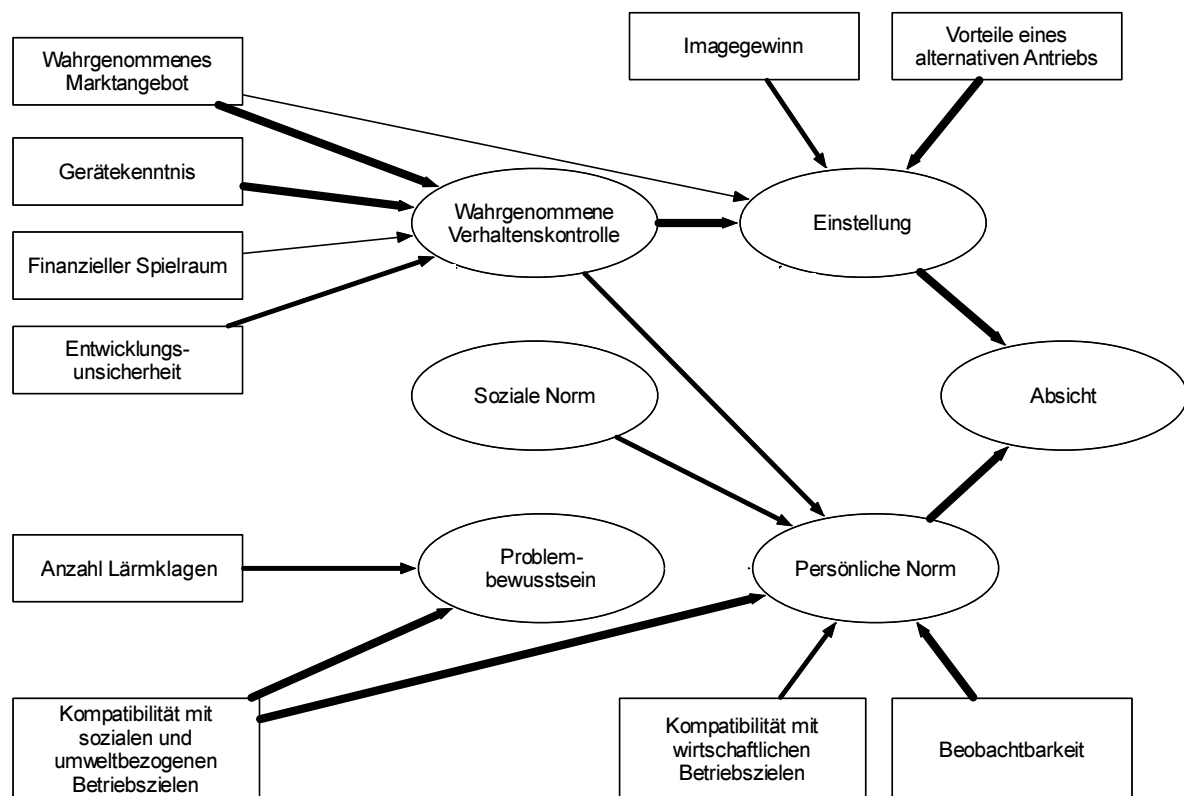 Wahrgenommenes
Marktangebot
Imagegewinn
Vorteile eines
alternativen Antriebs
Gerätekenntnis
Wahrgenommene
Verhaltenskontrolle
Einstellung
Finanzieller Spielraum
Entwicklungs-
unsicherheit
Soziale Norm
Absicht
Anzahl Lärmklagen
Problem-
bewusstsein
Persönliche Norm
Kompatibilität mit
sozialen und
umweltbezogenen
Betriebszielen
Kompatibilität mit
wirtschaftlichen
Betriebszielen
Beobachtbarkeit